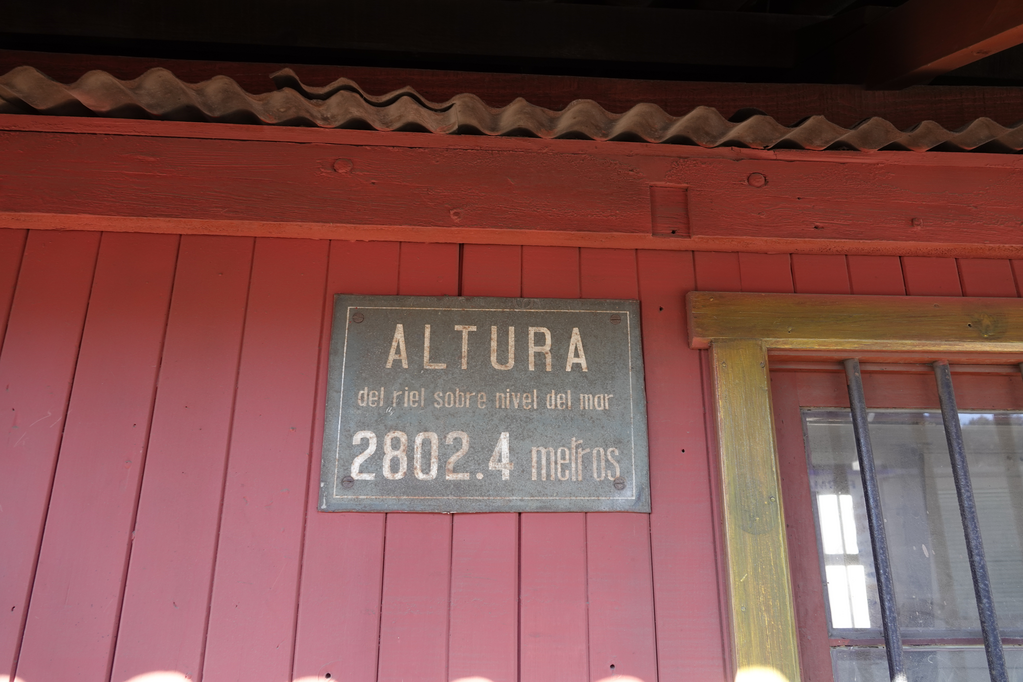 ALTURA
del riel sobre nivel del mar
2802.4 metros